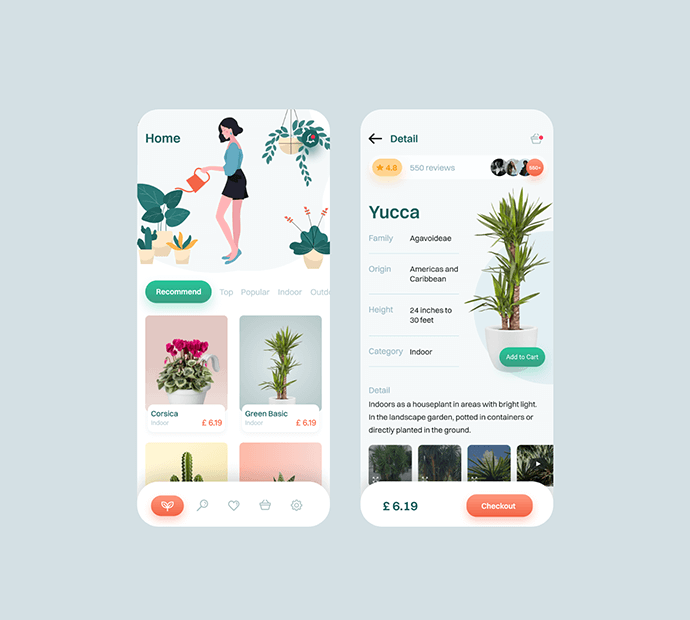 Home
Recommend
Top
Popular
Indoor
Outdo
Corsica
Indoor
£ 6.19
Green Basic
Indoor
£ 6.19
Detail
4.8
550 reviews
550+
Yucca
Family
Agavoideae
Origin
Americas and
Caribbean
Height
24 inches to
30 feet
Category
Indoor
Add to Cart
Detail
Indoors as a houseplant in areas with bright light.
In the landscape garden, potted in containers or
directly planted in the ground.
£ 6.19
Checkout